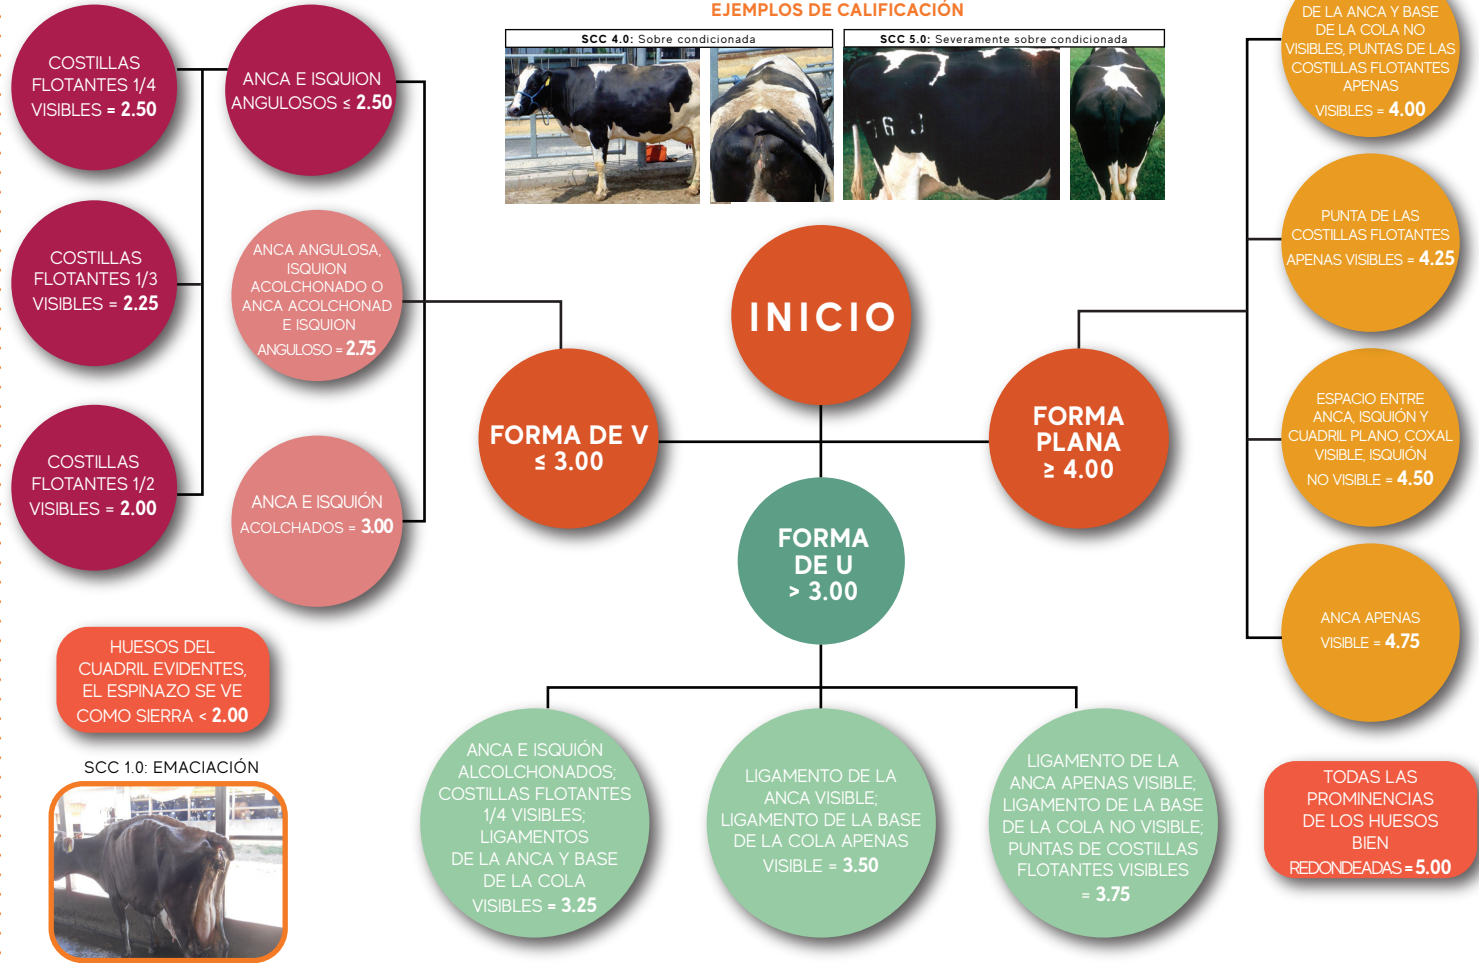 EJEMPLOS DE CALIFICACIÓN
SCC 4.0: Sobre condicionada
SCC 5.0: Severamente sobre condicionada
COSTILLAS
FLOTANTES 1/4
VISIBLES = 2.50
ANCA E ISQUION
ANGULOSOS ≤ 2.50
COSTILLAS
FLOTANTES 1/3
VISIBLES = 2.25
ANCA ANGULOSA,
ISQUION
ACOLCHONADO O
ANCA ACOLCHONAD
E ISQUION
ANGULOSO = 2.75
COSTILLAS
FLOTANTES 1/2
VISIBLES = 2.00
ANCA E ISQUIÓN
ACOLCHADOS = 3.00
HUESOS DEL
CUADRIL EVIDENTES,
EL ESPINAZO SE VE
COMO SIERRA < 2.00
SCC 1.0: EMACIACIÓN
INICIO
FORMA DE V
≤ 3.00
FORMA
PLANA
≥ 4.00
FORMA
DE U
> 3.00
ANCA E ISQUIÓN
ALCOLCHONADOS;
COSTILLAS FLOTANTES
1/4 VISIBLES;
LIGAMENTOS
DE LA ANCA Y BASE
DE LA COLA
VISIBLES = 3.25
LIGAMENTO DE LA
ANCA VISIBLE;
LIGAMENTO DE LA BASE
DE LA COLA APENAS
VISIBLE = 3.50
LIGAMENTO DE LA
ANCA APENAS VISIBLE;
LIGAMENTO DE LA BASE
DE LA COLA NO VISIBLE;
PUNTAS DE COSTILLAS
FLOTANTES VISIBLES
= 3.75
DE LA ANCA Y BASE
DE LA COLA NO
VISIBLES, PUNTAS DE LAS
COSTILLAS FLOTANTES
APENAS
VISIBLES = 4.00
PUNTA DE LAS
COSTILLAS FLOTANTES
APENAS VISIBLES = 4.25
ESPACIO ENTRE
ANCA, ISQUIÓN Y
CUADRIL PLANO, COXAL
VISIBLE, ISQUIÓN
NO VISIBLE = 4.50
ANCA APENAS
VISIBLE = 4.75
TODAS LAS
PROMINENCIAS
DE LOS HUESOS
BIEN
REDONDEADAS = 5.00